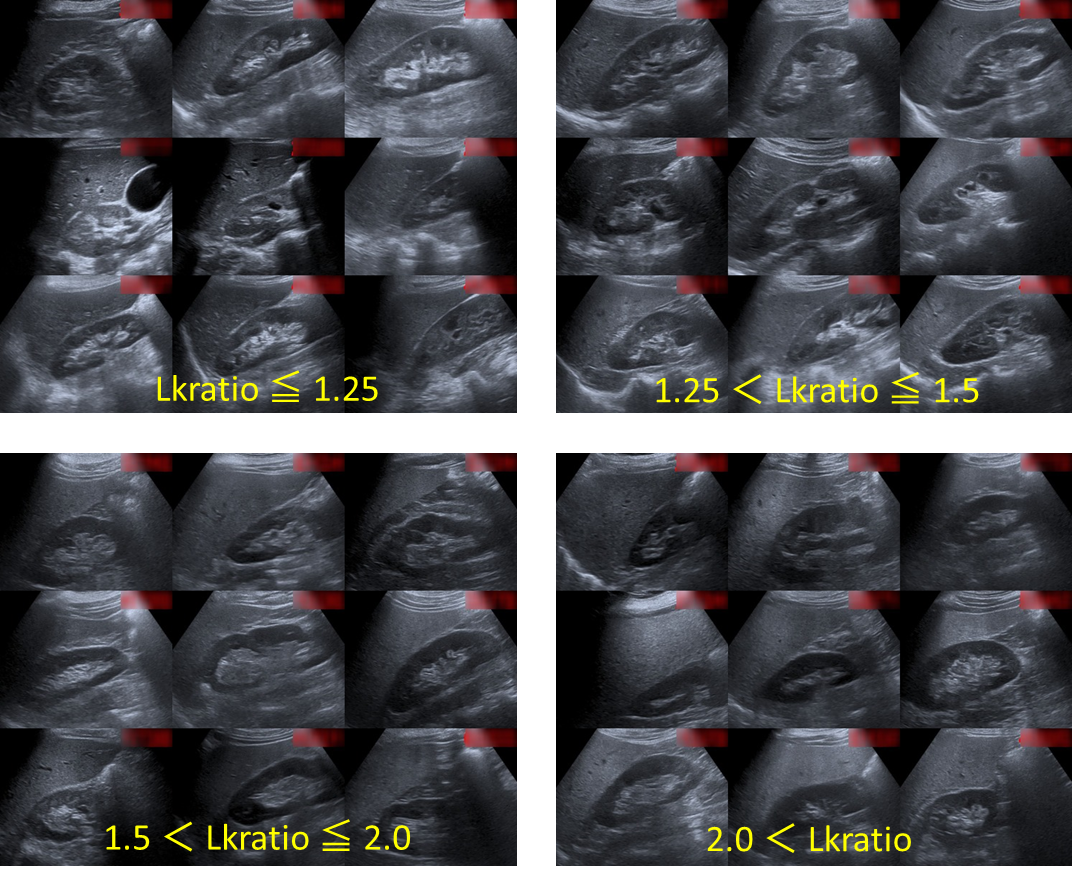 Lkratio ≦ 1.25
1.25 < Lkratio ≦ 1.5
1.5 < Lkratio ≦ 2.0
2.0 < Lkratio